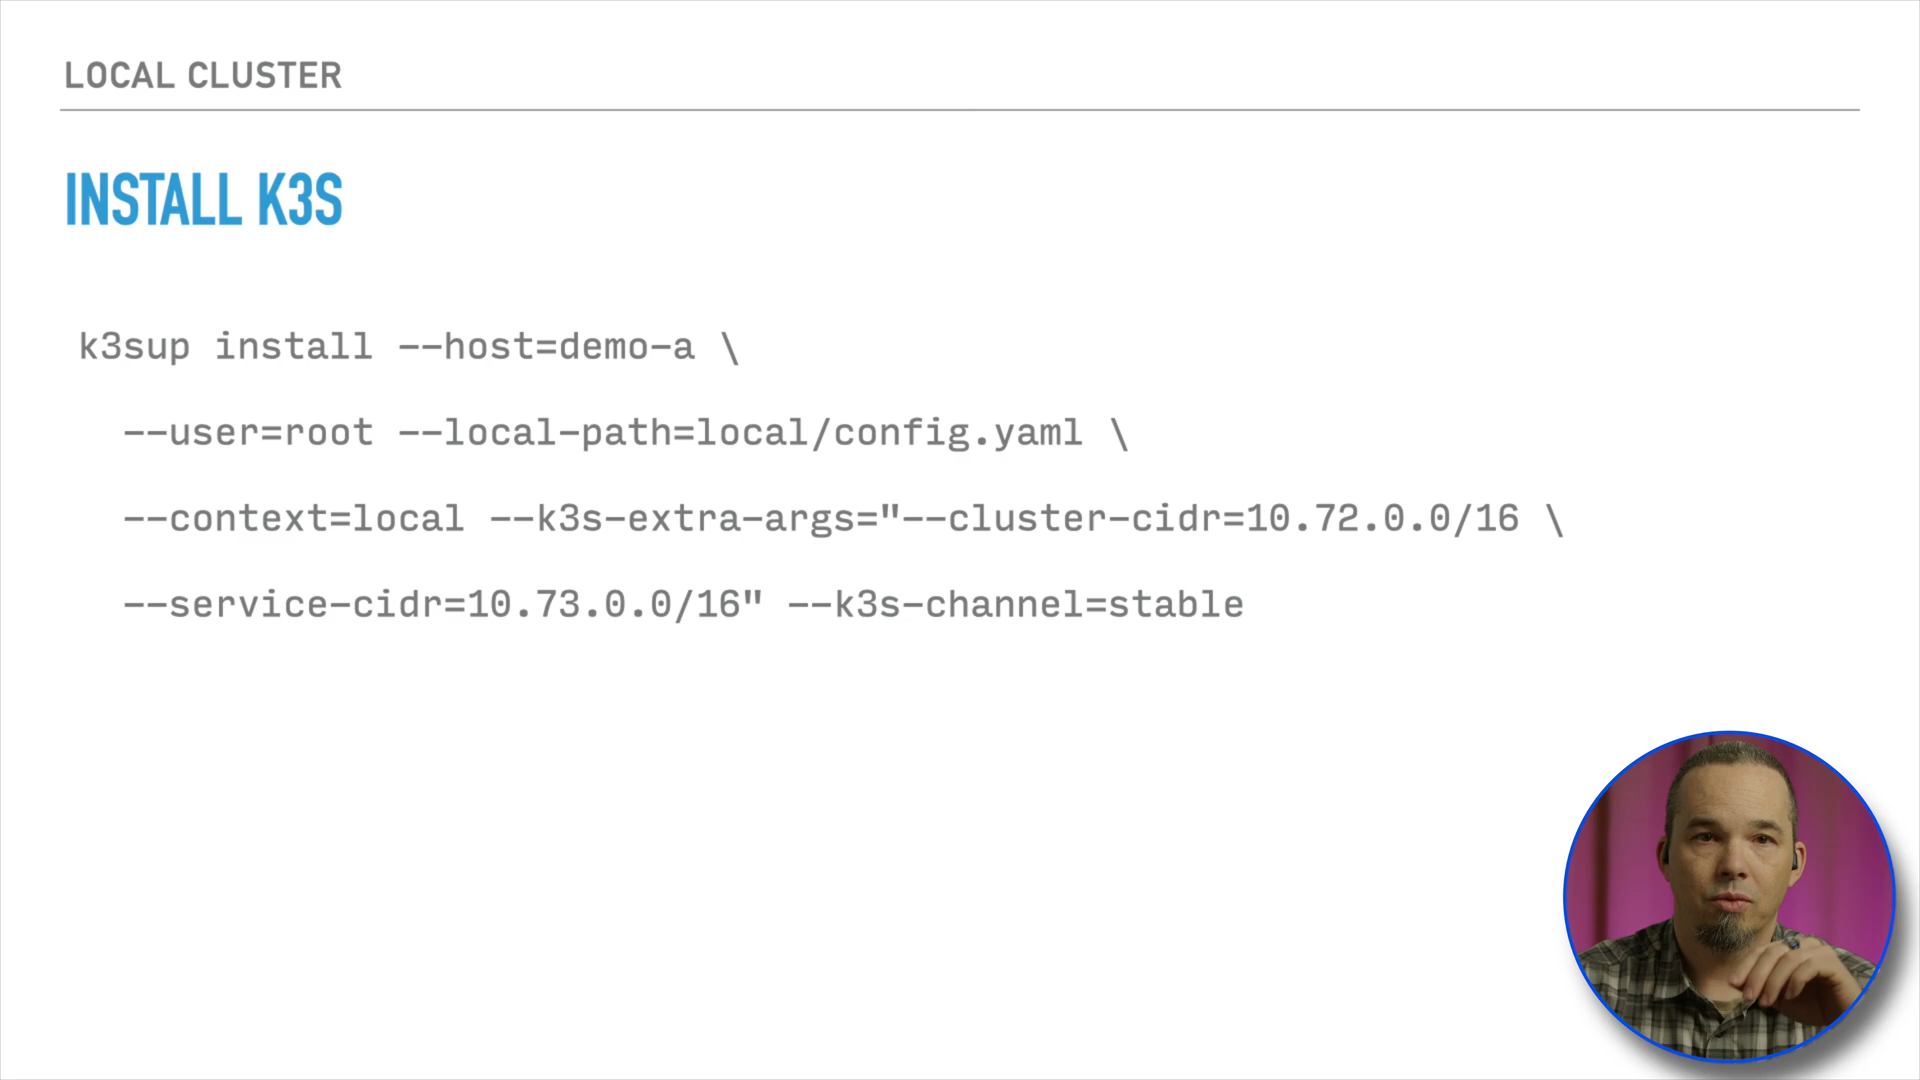 LOCAL CLUSTER
INSTALL K3S
k3sup install --host=demo-a \
--user=root --local-path=local/config.yaml \
--context=local --k3s-extra-args="--cluster-cidr=10.72.0.0/16 \
--service-cidr=10.73.0.0/16" --k3s-channel=stable